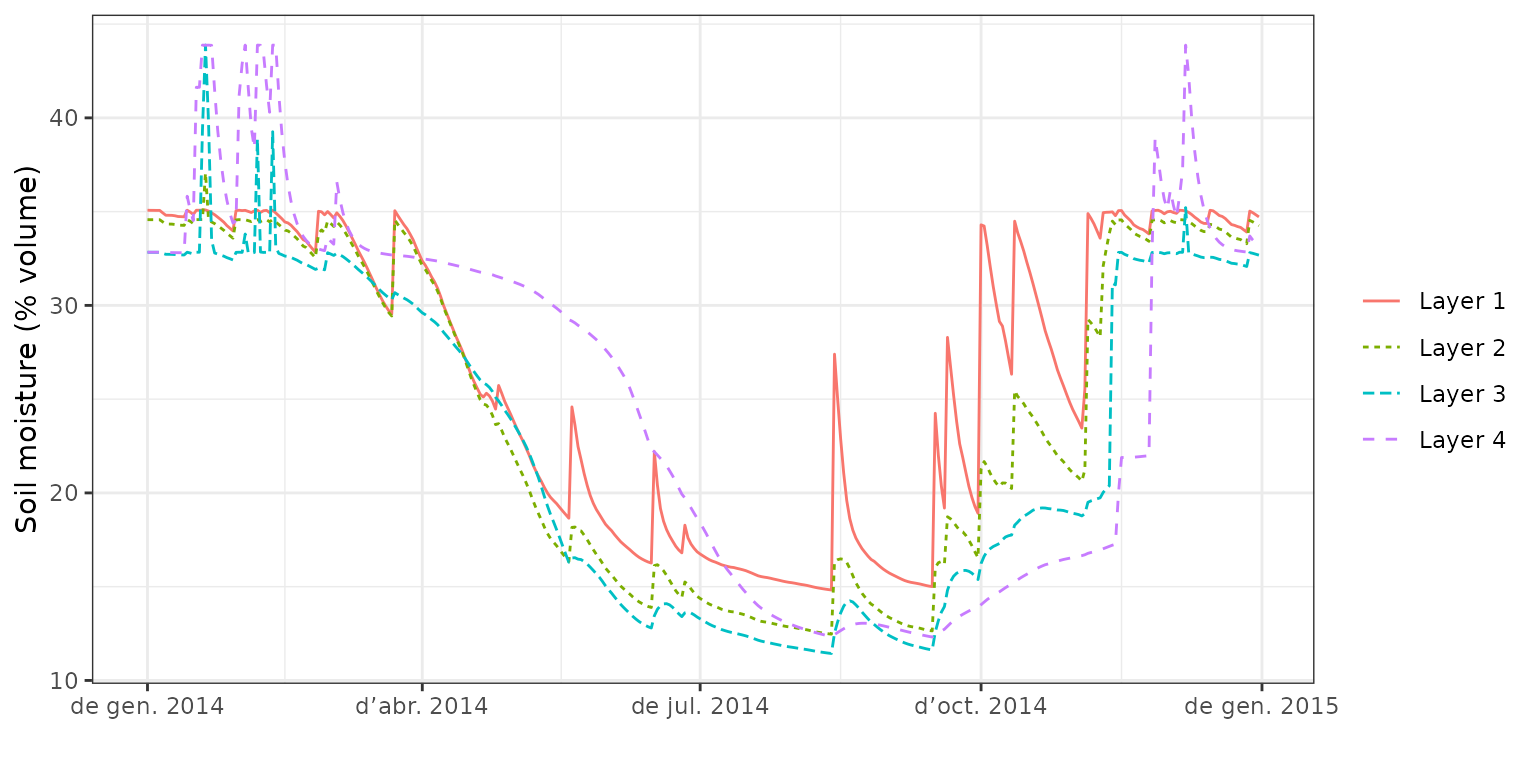 Soil moisture (% volume)
40
30
20
10
de gen. 2014
d’abr. 2014
de jul. 2014
d’oct. 2014
de gen. 2015
Layer 1
Layer 2
Layer 3
Layer 4